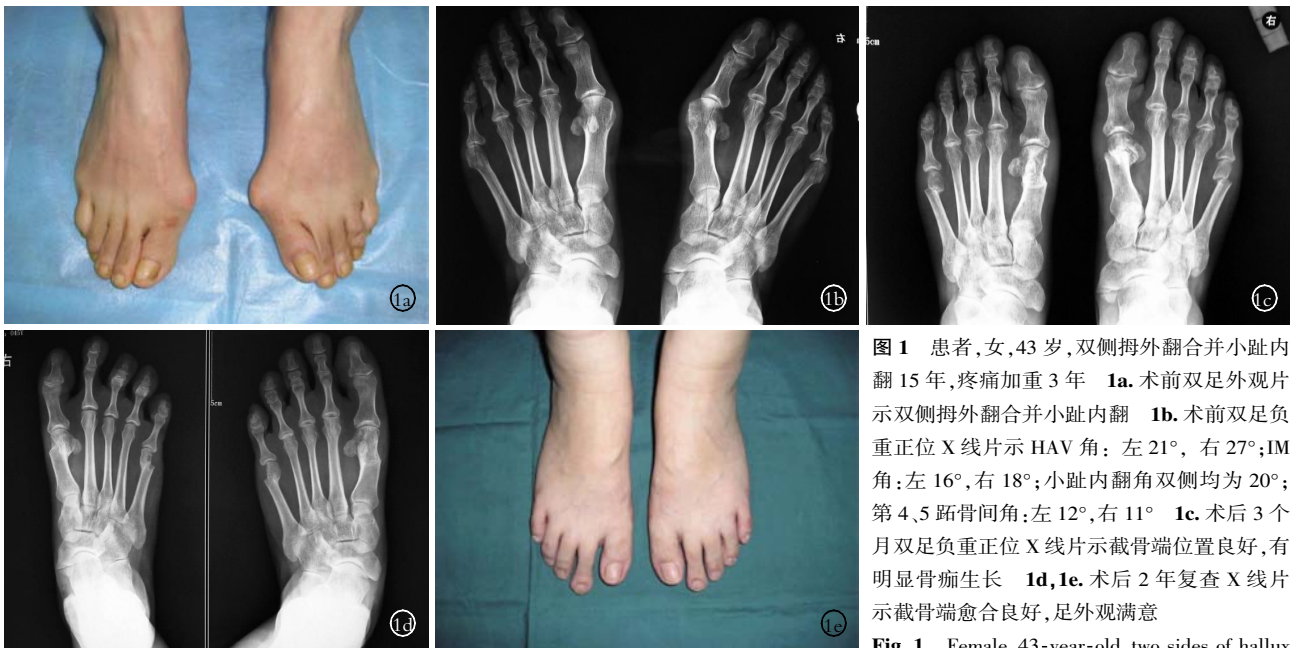 1a
右
5cm
1b
右
5cm
1c
右
5cm
1d
1e
图 1 患者,女,43 岁,双侧拇外翻合并小趾内
翻 15 年,疼痛加重 3 年 1a. 术前双足外观片
示双侧拇外翻合并小趾内翻 1b. 术前双足负
重正位 X 线片示 HAV 角: 左 21°, 右 27°;IM
角:左 16°,右 18°;小趾内翻角双侧均为 20°;
第 4、5 跖骨间角:左 12°,右 11° 1c. 术后 3 个
月双足负重正位 X 线片示截骨端位置良好,有
明显骨痂生长 1d,1e. 术后 2 年复查 X 线片
示截骨端愈合良好,足外观满意
Fig. 1 Female, 43-year-old, two sides of hallux